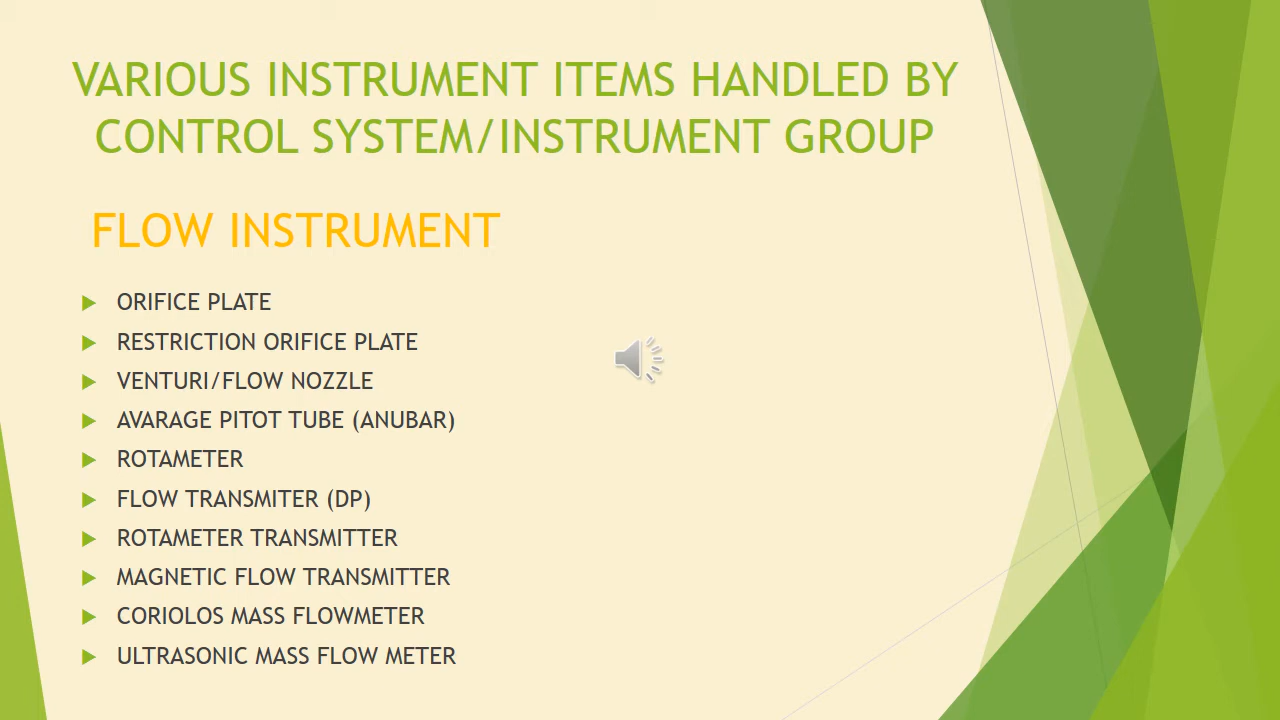 VARIOUS INSTRUMENT ITEMS HANDLED BY
CONTROL SYSTEM/INSTRUMENT GROUP
FLOW INSTRUMENT
ORIFICE PLATE
RESTRICTION ORIFICE PLATE
VENTURI/FLOW NOZZLE
AVARAGE PITOT TUBE (ANUBAR)
ROTAMETER
FLOW TRANSMITER (DP)
ROTAMETER TRANSMITTER
MAGNETIC FLOW TRANSMITTER
CORIOLOS MASS FLOWMETER
ULTRASONIC MASS FLOW METER